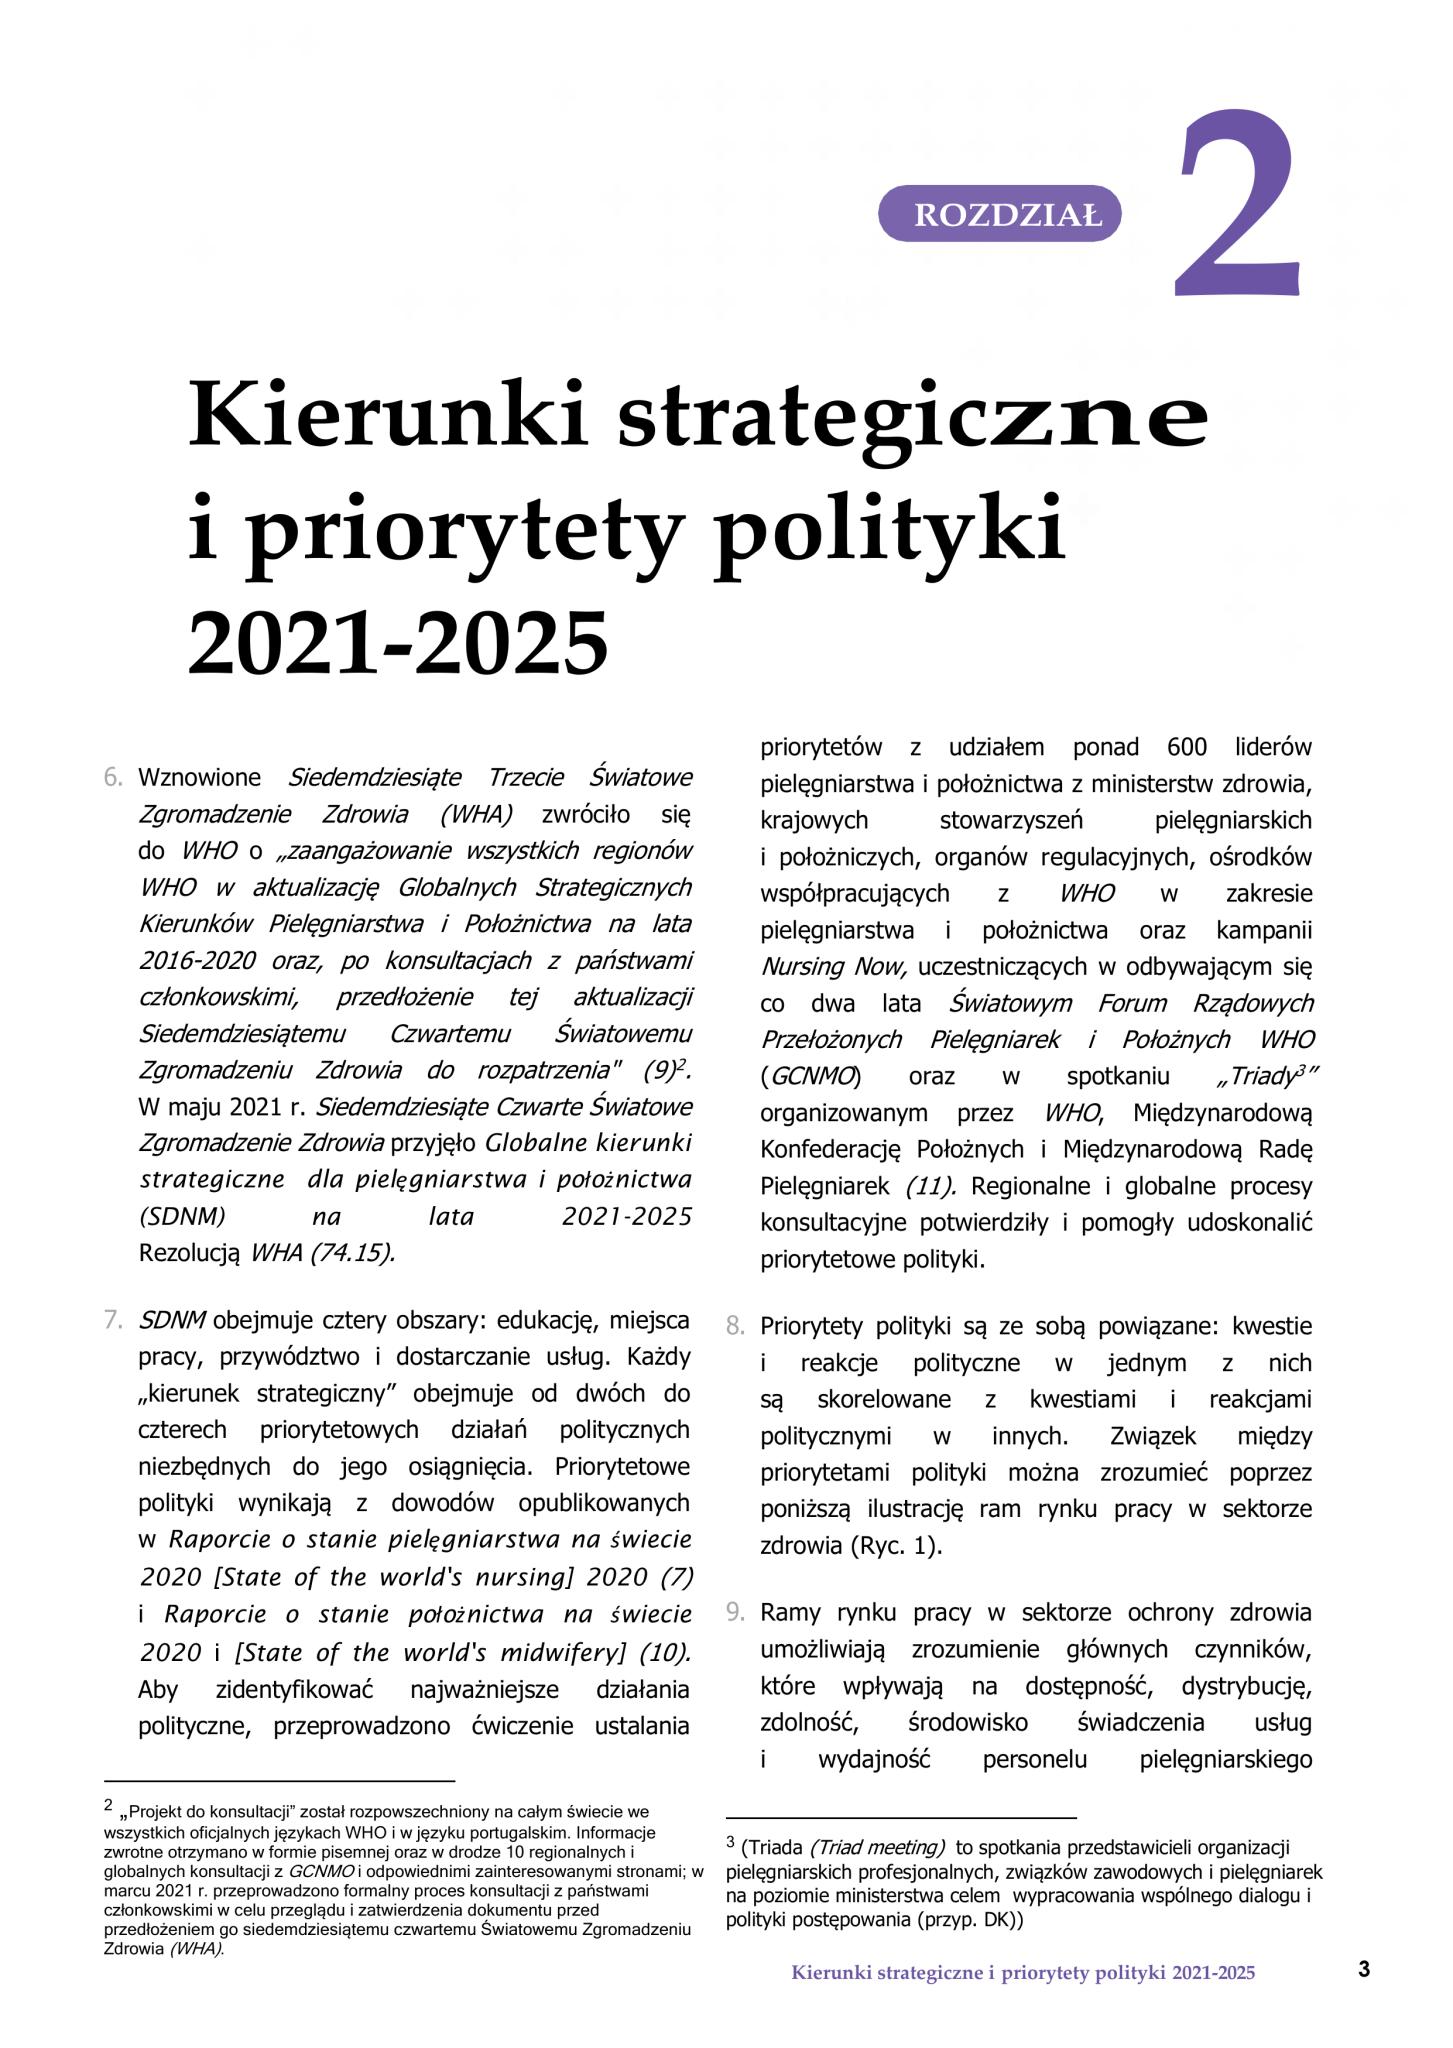 ROZDZIAŁ 2
Kierunki strategiczne
i priorytety polityki
2021-2025
6. Wznowione Siedemdziesiąte Trzecie Światowe
Zgromadzenie Zdrowia (WHA) zwróciło się
do WHO o „zaangażowanie wszystkich regionów
WHO w aktualizację Globalnych Strategicznych
Kierunków Pielęgniarstwa i Położnictwa na lata
2016-2020 oraz, po konsultacjach z państwami
członkowskimi, przedłożenie tej aktualizacji
Siedemdziesiątemu Czwartemu Światowemu
Zgromadzeniu Zdrowia do rozpatrzenia" (9)².
W maju 2021 r. Siedemdziesiąte Czwarte Światowe
Zgromadzenie Zdrowia przyjęło Globalne kierunki
strategiczne dla pielęgniarstwa i położnictwa
(SDNM) na lata 2021-2025
Rezolucją WHA (74.15).
7. SDNM obejmuje cztery obszary: edukację, miejsca
pracy, przywództwo i dostarczanie usług. Każdy
„kierunek strategiczny” obejmuje od dwóch do
czterech priorytetowych działań politycznych
niezbędnych do jego osiągnięcia. Priorytetowe
polityki wynikają z dowodów opublikowanych
w Raporcie o stanie pielęgniarstwa na świecie
2020 [State of the world's nursing] 2020 (7)
i Raporcie o stanie położnictwa na świecie
2020 i [State of the world's midwifery] (10).
Aby zidentyfikować najważniejsze działania
polityczne, przeprowadzono ćwiczenie ustalania
2 „Projekt do konsultacji” został rozpowszechniony na całym świecie we
wszystkich oficjalnych językach WHO i w języku portugalskim. Informacje
zwrotne otrzymano w formie pisemnej oraz w drodze 10 regionalnych i
globalnych konsultacji z GCNMO i odpowiednimi zainteresowanymi stronami; w
marcu 2021 r. przeprowadzono formalny proces konsultacji z państwami
członkowskimi w celu przeglądu i zatwierdzenia dokumentu przed
przedłożeniem go siedemdziesiątemu czwartemu Światowemu Zgromadzeniu
Zdrowia (WHA).
priorytetów z udziałem ponad 600 liderów
pielęgniarstwa i położnictwa z ministerstw zdrowia,
krajowych stowarzyszeń pielęgniarskich
i położniczych, organów regulacyjnych, ośrodków
współpracujących z WHO w zakresie
pielęgniarstwa i położnictwa oraz kampanii
Nursing Now, uczestniczących w odbywającym się
co dwa lata Światowym Forum Rządowych
Przełożonych Pielęgniarek i Położnych WHO
(GCNMO) oraz w spotkaniu „Triady³”
organizowanym przez WHO, Międzynarodową
Konfederację Położnych i Międzynarodową Radę
Pielęgniarek (11). Regionalne i globalne procesy
konsultacyjne potwierdziły i pomogły udoskonalić
priorytetowe polityki.
8. Priorytety polityki są ze sobą powiązane: kwestie
i reakcje polityczne w jednym z nich
są skorelowane z kwestiami i reakcjami
politycznymi w innych. Związek między
priorytetami polityki można zrozumieć poprzez
poniższą ilustrację ram rynku pracy w sektorze
zdrowia (Ryc. 1).
9. Ramy rynku pracy w sektorze ochrony zdrowia
umożliwiają zrozumienie głównych czynników,
które wpływają na dostępność, dystrybucję,
zdolność, środowisko świadczenia usług
i wydajność personelu pielęgniarskiego
3 (Triada (Triad meeting) to spotkania przedstawicieli organizacji
pielęgniarskich profesjonalnych, związków zawodowych i pielęgniarek
na poziomie ministerstwa celem wypracowania wspólnego dialogu i
polityki postępowania (przyp. DK))
Kierunki strategiczne i priorytety polityki 2021-2025 3